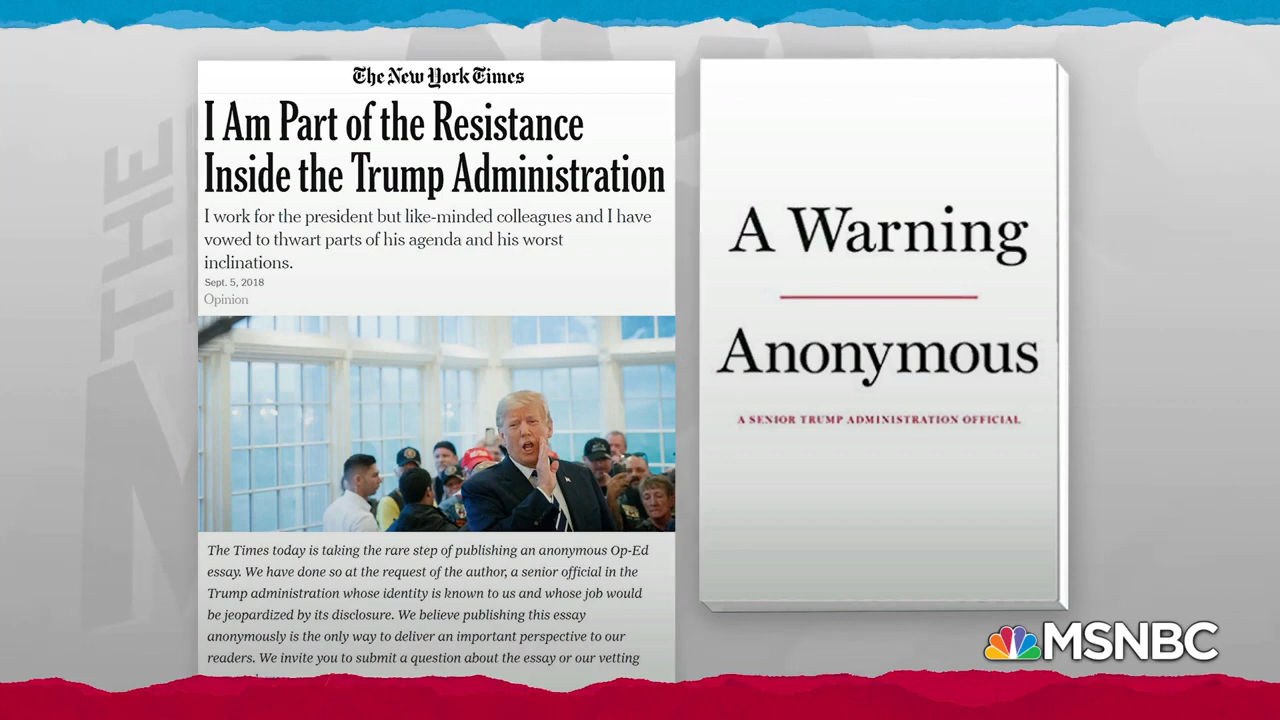 THE
M
The New York Times
I Am Part of the Resistance
Inside the Trump Administration
I work for the president but like-minded colleagues and I have
vowed to thwart parts of his agenda and his worst
inclinations.
Sept. 5, 2018
Opinion
The Times today is taking the rare step of publishing an anonymous Op-Ed
essay. We have done so at the request of the author, a senior official in the
Trump administration whose identity is known to us and whose job would
be jeopardized by its disclosure. We believe publishing this essay
anonymously is the only way to deliver an important perspective to our
readers. We invite you to submit a question about the essay or our vetting
A Warning
Anonymous
A SENIOR TRUMP ADMINISTRATION OFFICIAL
MSNBC